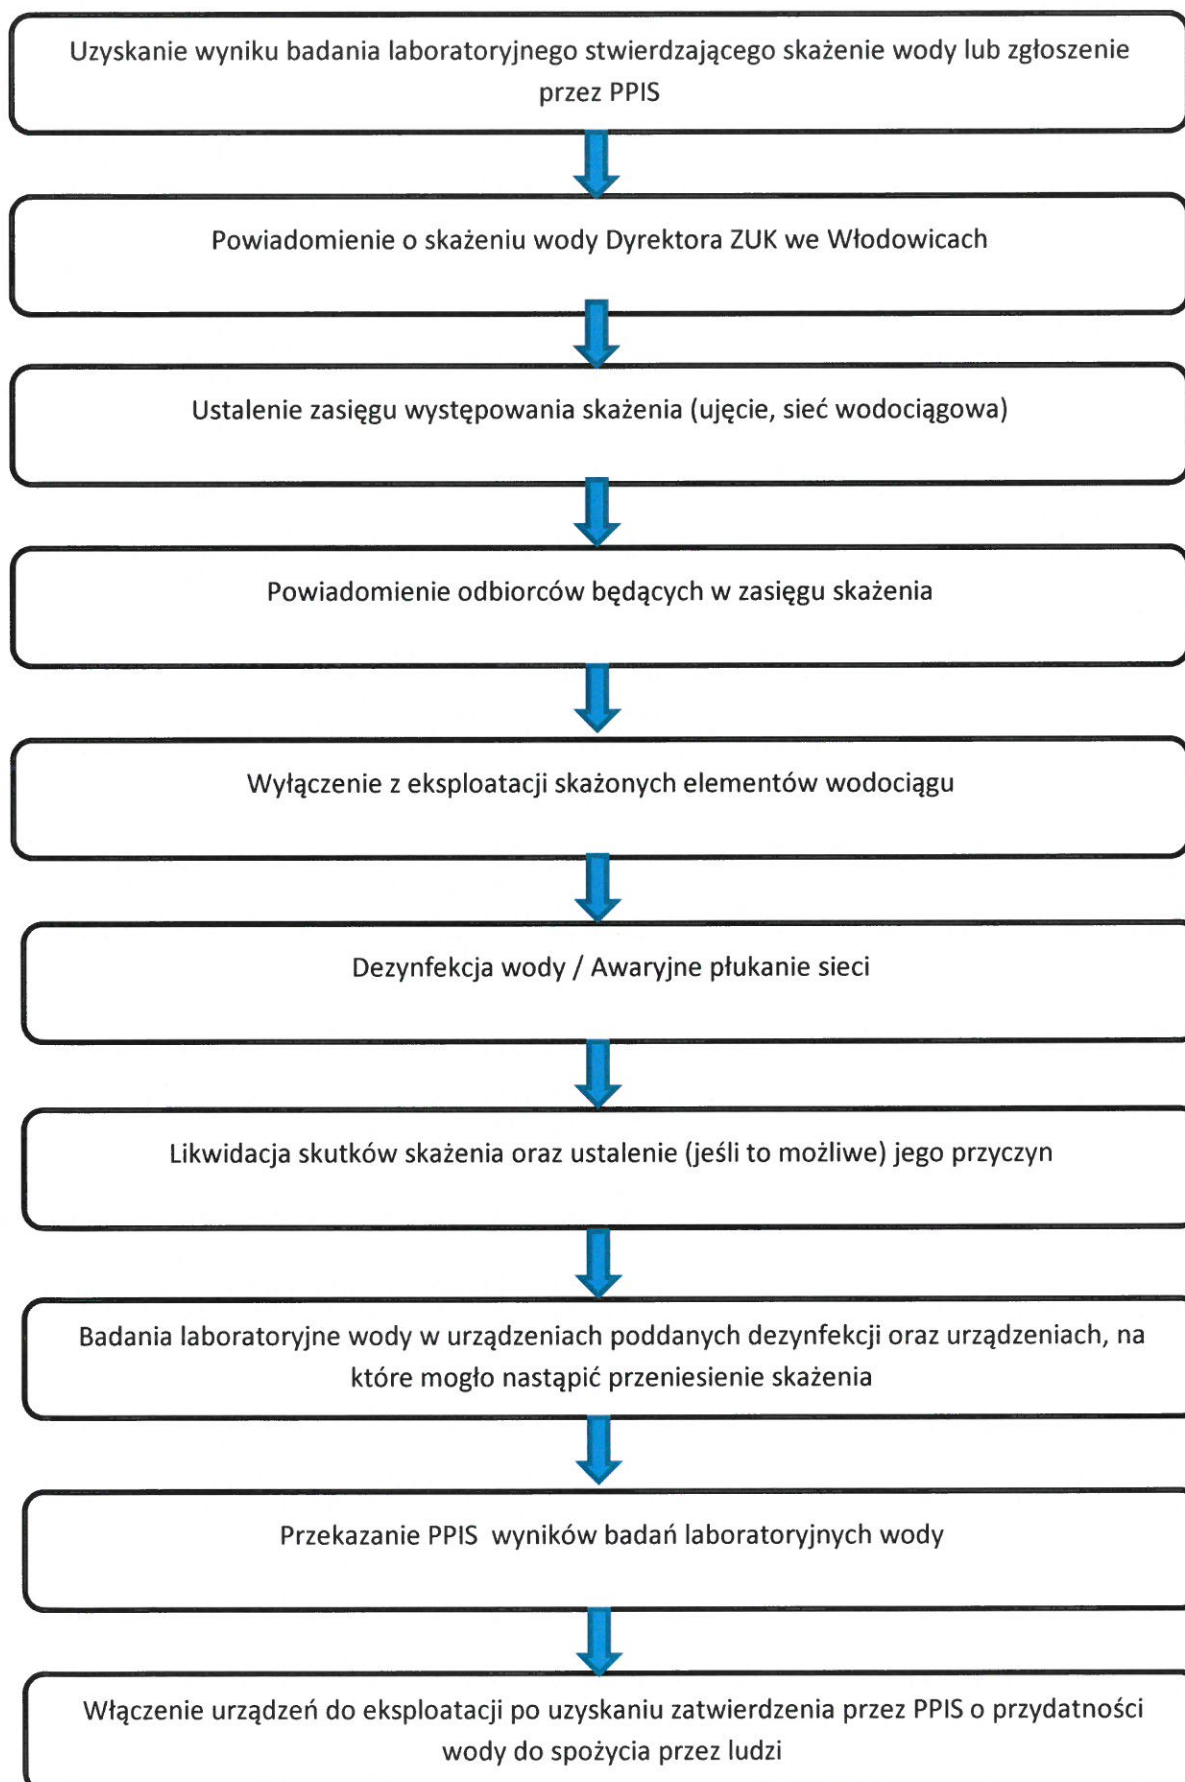 Uzyskanie wyniku badania laboratoryjnego stwierdzającego skażenie wody lub zgłoszenie
przez PPIS
Powiadomienie o skażeniu wody Dyrektora ZUK we Włodowicach
Ustalenie zasięgu występowania skażenia (ujęcie, sieć wodociągowa)
Powiadomienie odbiorców będących w zasięgu skażenia
Wyłączenie z eksploatacji skażonych elementów wodociągu
Dezynfekcja wody / Awaryjne płukanie sieci
Likwidacja skutków skażenia oraz ustalenie (jeśli to możliwe) jego przyczyn
Badania laboratoryjne wody w urządzeniach poddanych dezynfekcji oraz urządzeniach, na
które mogło nastąpić przeniesienie skażenia
Przekazanie PPIS  wyników badań laboratoryjnych wody
Włączenie urządzeń do eksploatacji po uzyskaniu zatwierdzenia przez PPIS o przydatności
wody do spożycia przez ludzi